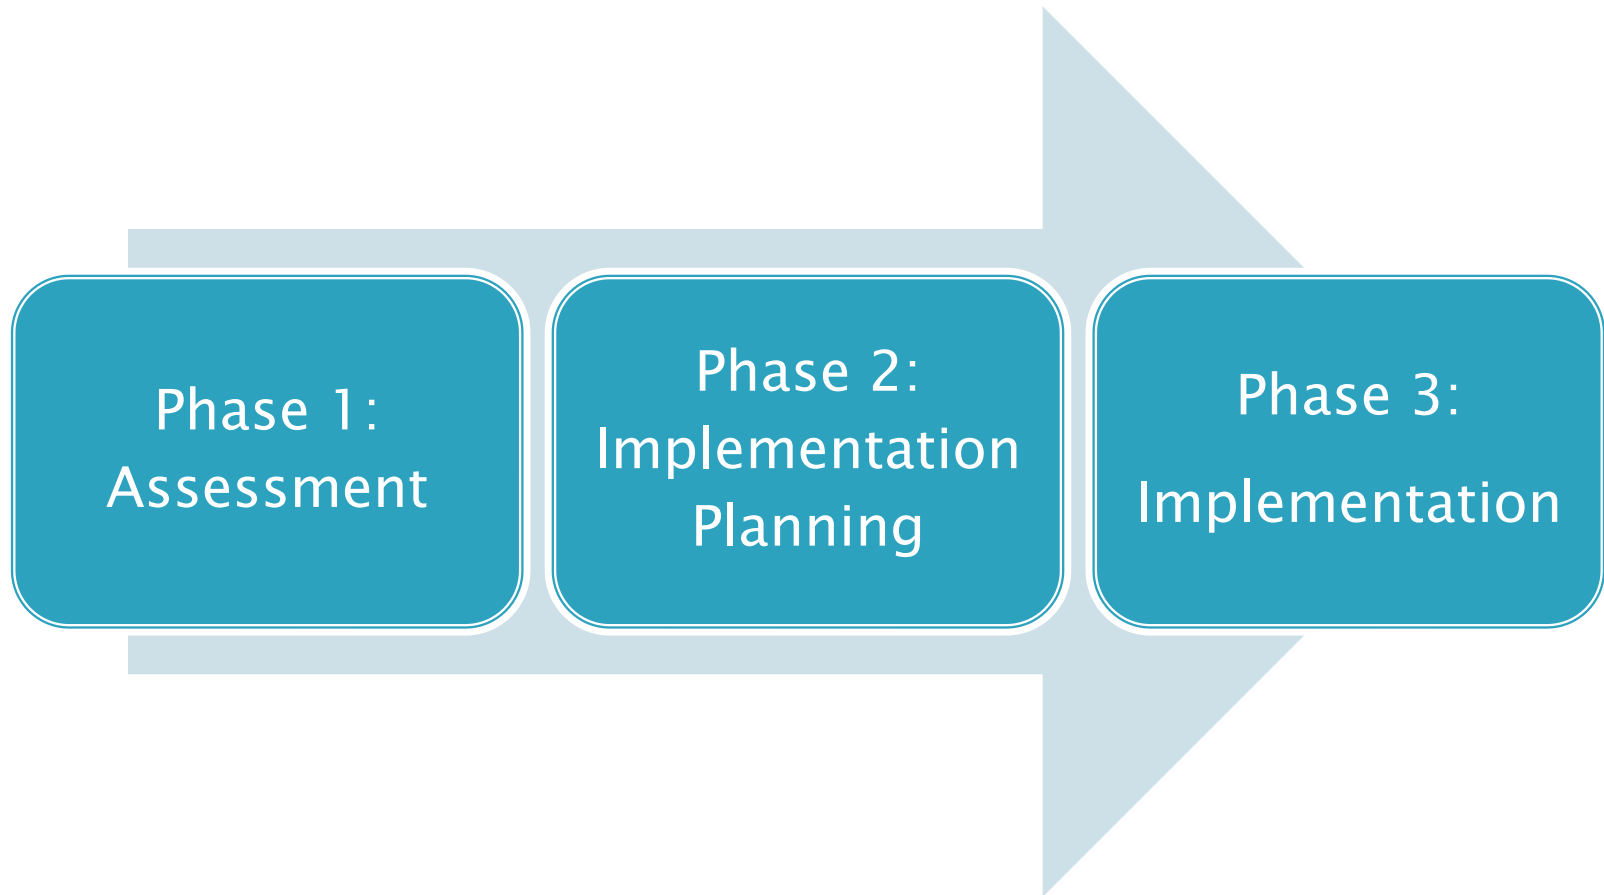 Phase 1:
Assessment
Phase 2:
Implementation
Planning
Phase 3:
Implementation